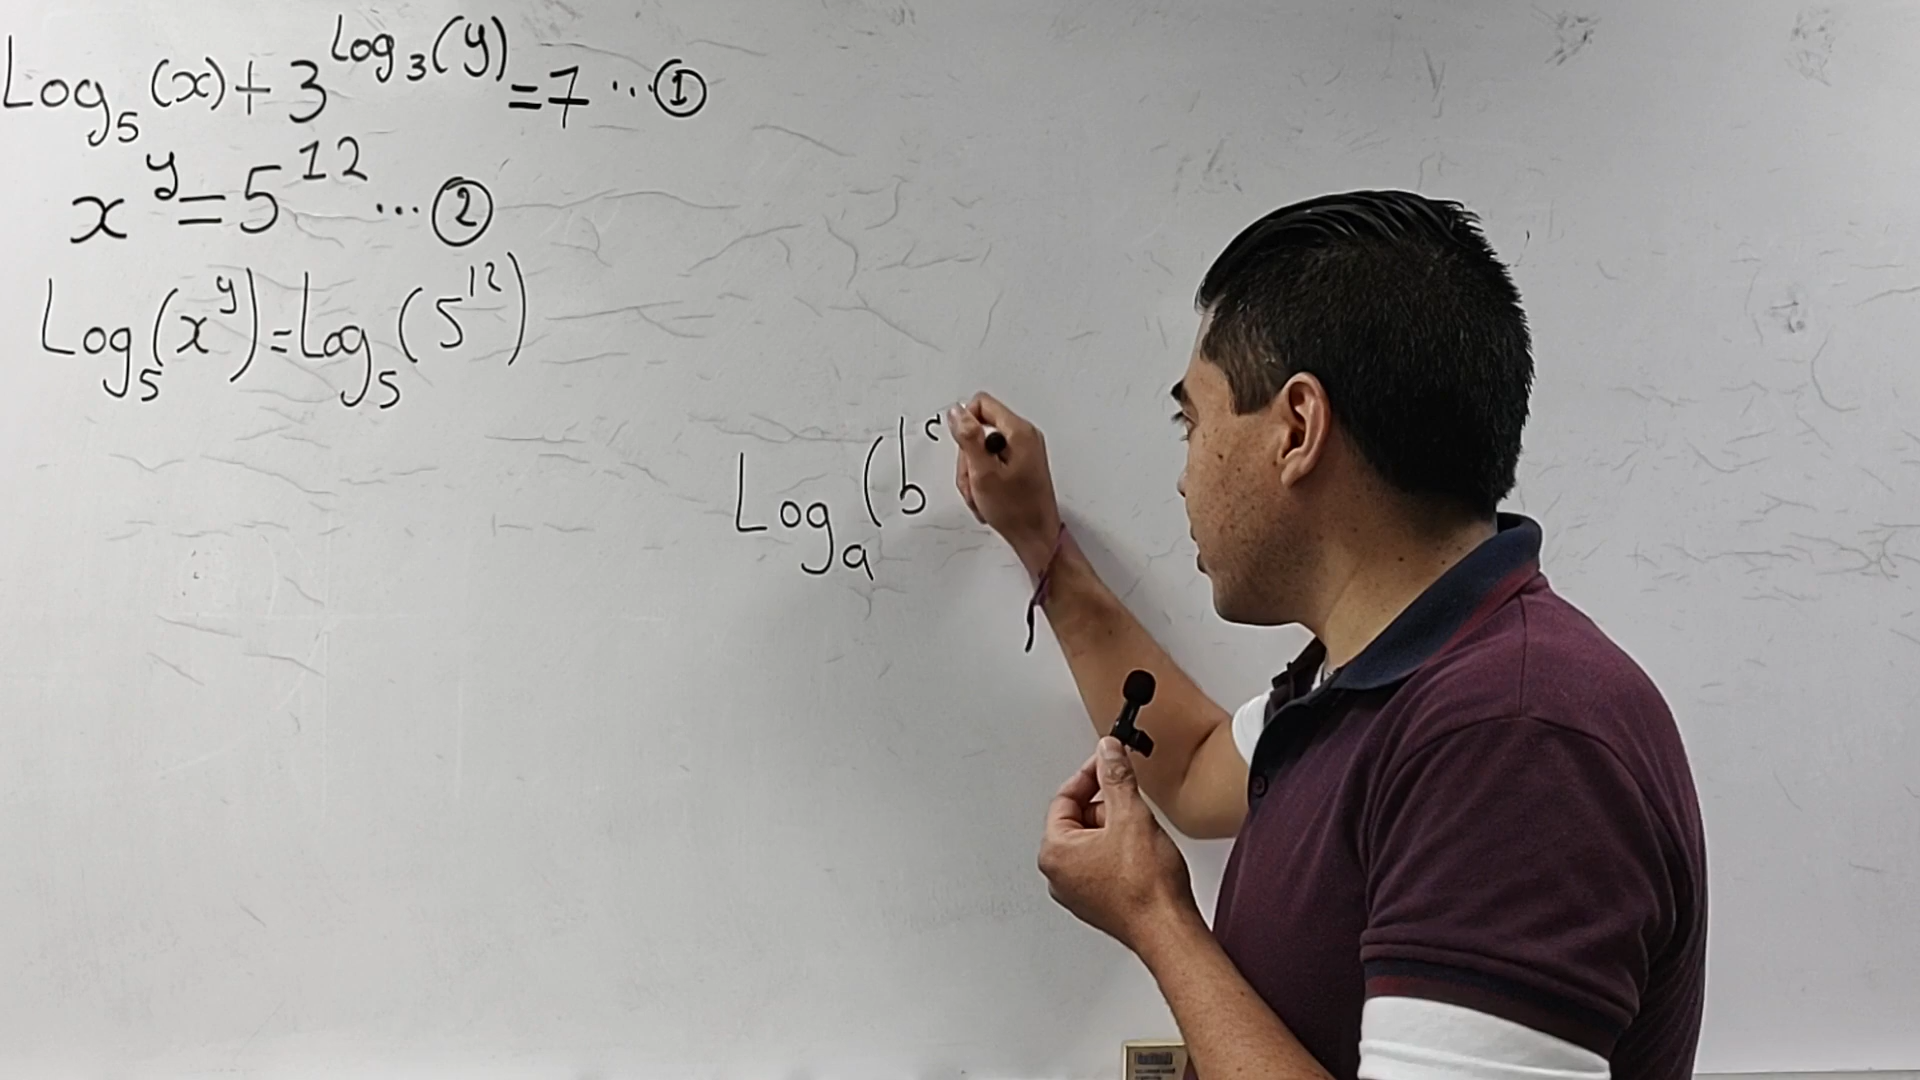 Log₅(x)+3^log₃(y)=7 ...①
x^y=5^12 ...②
Log₅(x^y)=Log₅(5^12)
Logₐ(b^c